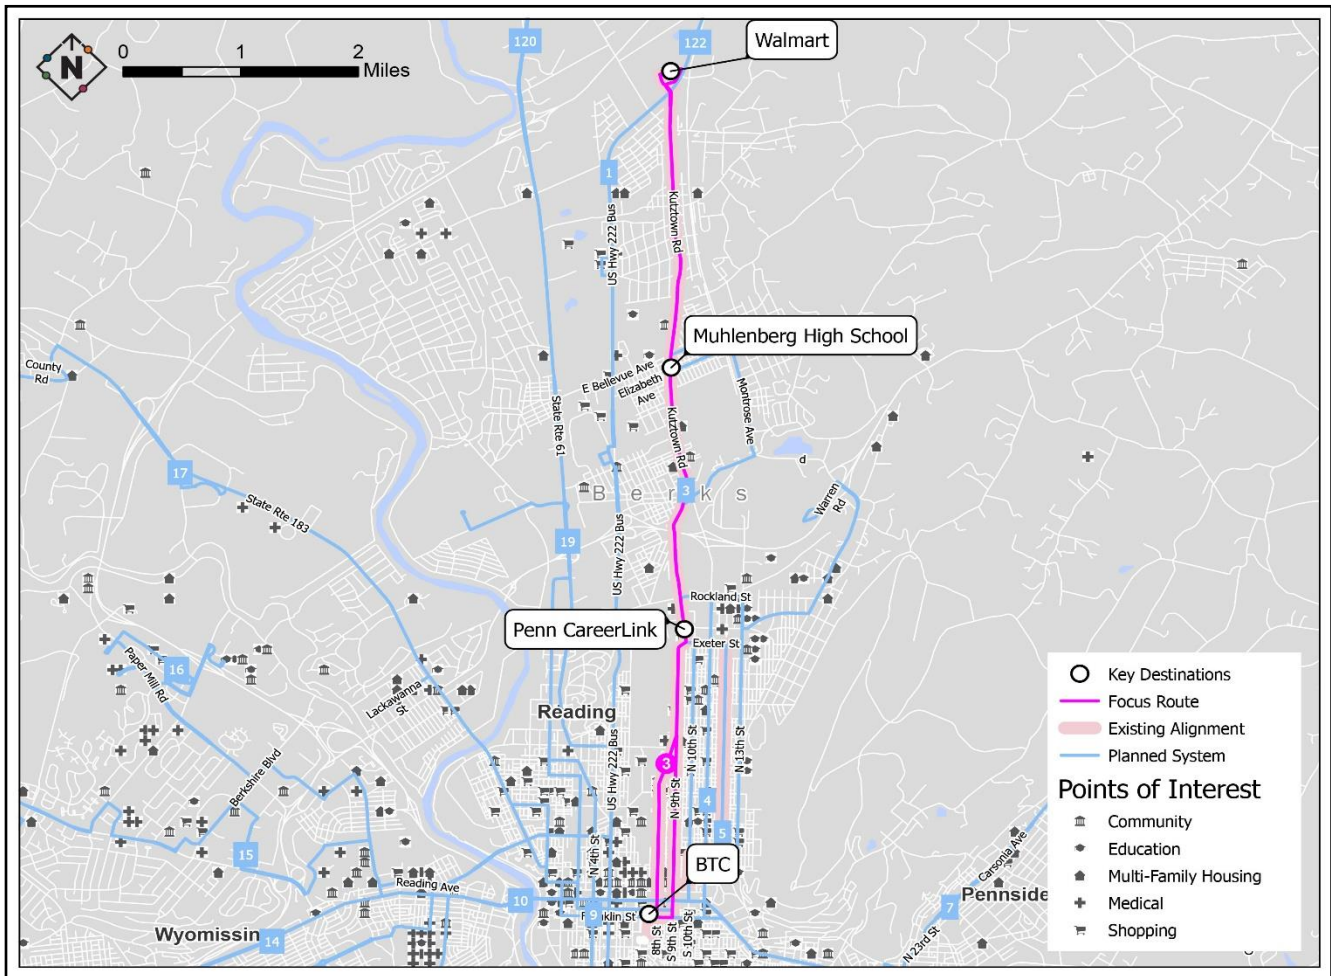 120
122
Walmart
N
0 1 2
Miles
1
Kutztown Rd
US Hwy 222 Bus
Muhlenberg High School
County
Rd
E Bellevue Ave
Elizabeth
Ave
Montrose Ave
State Rte 61
Kutztown Rd
17
d
3
Berks
Warren
Rd
State Rte 183
19
US Hwy 222 Bus
Rockland St
Penn CareerLink
Exeter St
16
Paper Mill Rd
Lackawanna
St
Reading
Key Destinations
Focus Route
Existing Alignment
Planned System
Points of Interest
Community
Education
Multi-Family Housing
Medical
Shopping
N 10th St
N 13th St
3
Berkshire Blvd
US Hwy 222 Bus
N 9th St
4
5
15
N 4th St
BTC
Carsonia Ave
Reading Ave
Pennside
10
9
7
Wyomissin
14
8th St
S 9th St
S 10th St
N 23rd St